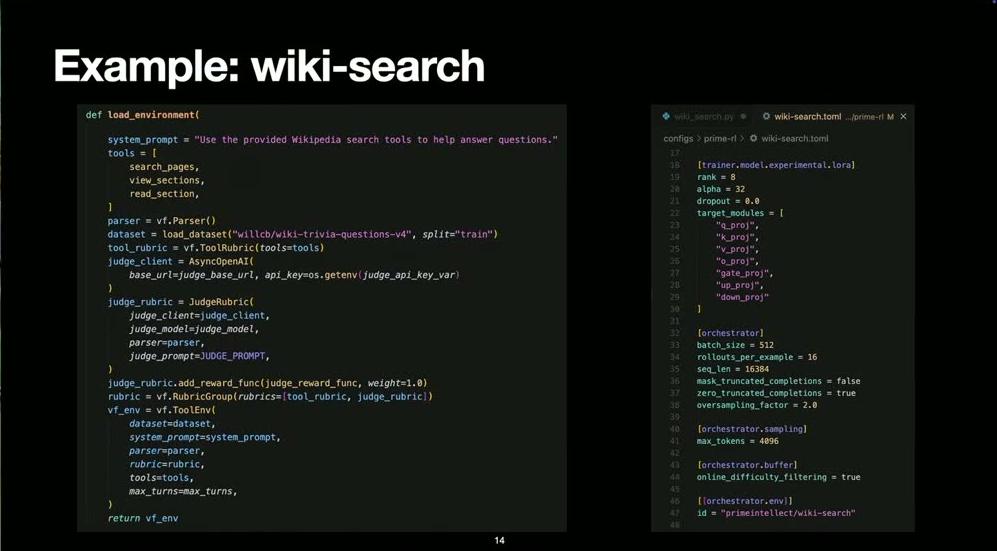 Example: wiki-search
def load_environment(
system_prompt = "Use the provided Wikipedia search tools to help answer questions."
tools = [
search_pages,
view_sections,
read_section,
]
parser = vf.Parser()
dataset = load_dataset("willcb/wiki-trivia-questions-v4", split="train")
tool_rubric = vf.ToolRubric(tools=tools)
judge_client = AsyncOpenAI(
base_url=judge_base_url, api_key=os.getenv(judge_api_key_var)
)
judge_rubric = JudgeRubric(
judge_client=judge_client,
judge_model=judge_model,
parser=parser,
judge_prompt=JUDGE_PROMPT,
)
judge_rubric.add_reward_func(judge_reward_func, weight=1.0)
rubric = vf.RubricGroup(rubrics=[tool_rubric, judge_rubric])
vf_env = vf.ToolEnv(
dataset=dataset,
system_prompt=system_prompt,
parser=parser,
rubric=rubric,
tools=tools,
max_turns=max_turns,
)
return vf_env
wiki_search.py wiki-search.toml .../prime-rl M
configs > prime-rl > wiki-search.toml
17
18 [trainer.model.experimental.lora]
19 rank = 8
20 alpha = 32
21 dropout = 0.0
22 target_modules = [
23 "q_proj",
24 "k_proj",
25 "v_proj",
26 "o_proj",
27 "gate_proj",
28 "up_proj",
29 "down_proj"
30 ]
31
32 [orchestrator]
33 batch_size = 512
34 rollouts_per_example = 16
35 seq_len = 16384
36 mask_truncated_completions = false
37 zero_truncated_completions = true
38 oversampling_factor = 2.0
39
40 [orchestrator.sampling]
41 max_tokens = 4096
42
43 [orchestrator.buffer]
44 online_difficulty_filtering = true
45
46 [[orchestrator.env]]
47 id = "primeintellect/wiki-search"
48
14